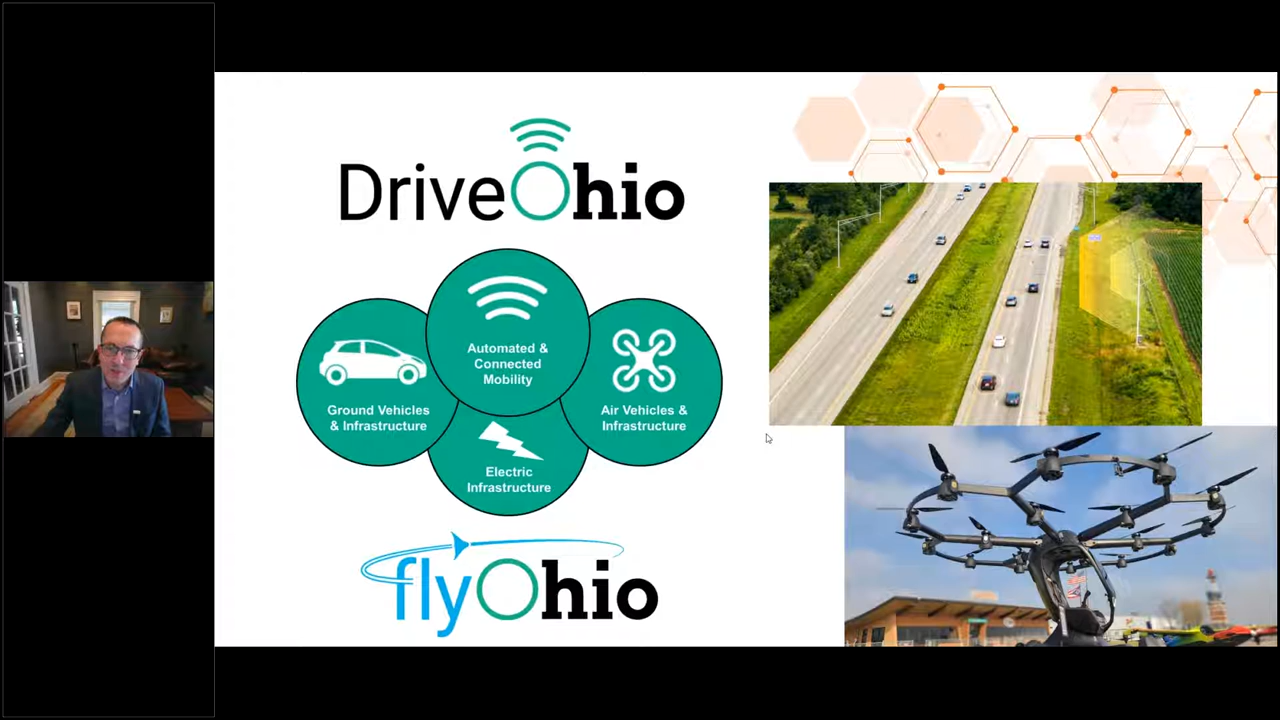 DriveOhio
Automated &
Connected
Mobility
Ground Vehicles
& Infrastructure
Air Vehicles &
Infrastructure
Electric
Infrastructure
flyOhio